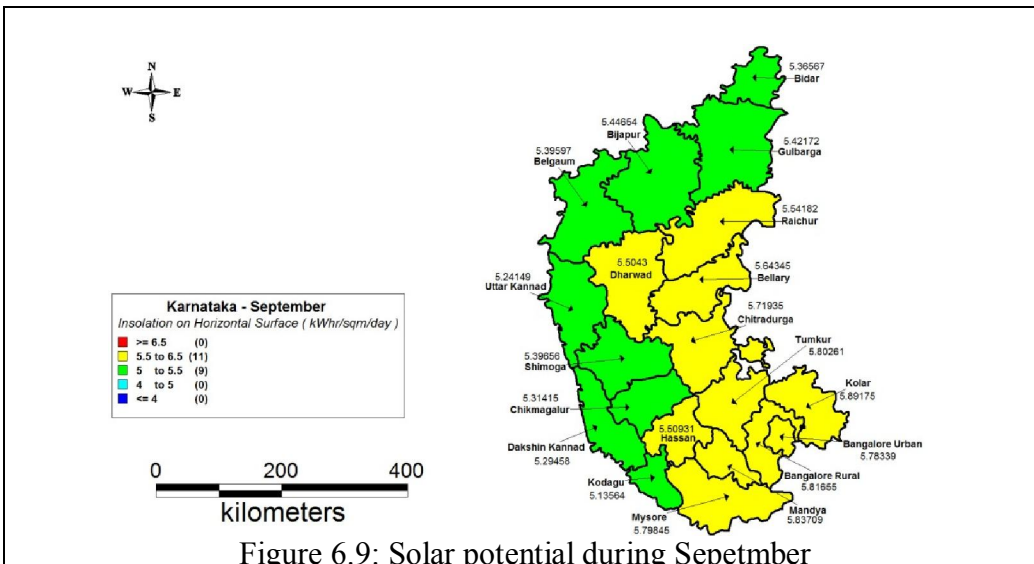 N
W E
S
5.36567
Bidar
5.44654
Bijapur
5.42172
Gulbarga
5.39597
Belgaum
5.54182
Raichur
5.5043
Dharwad
5.64345
Bellary
5.24149
Uttar Kannad
5.71935
Chitradurga
Karnataka - September
Insolation on Horizontal Surface ( kWhr/sqm/day )
>= 6.5 (0)
5.5 to 6.5 (11)
5 to 5.5 (9)
4 to 5 (0)
<= 4 (0)
Tumkur
5.80261
5.39656
Shimoga
Kolar
5.89175
5.31415
Chikmagalur
5.50931
Hassan
Dakshin Kannad
5.29458
Bangalore Urban
5.78339
Bangalore Rural
5.81655
Kodagu
5.13564
Mandya
5.83709
Mysore
5.79845
0 200 400
kilometers
Figure 6.9: Solar potential during Sepetmber